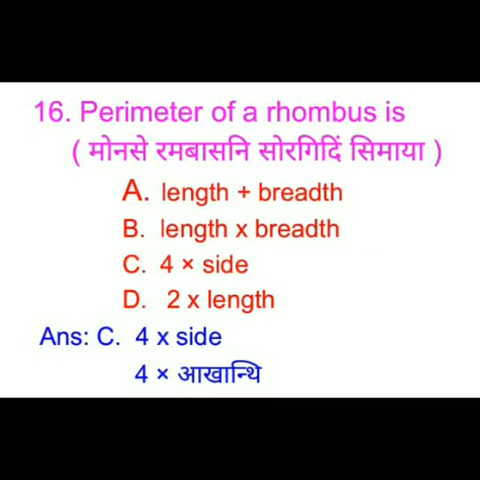 16. Perimeter of a rhombus is
( मोनसे रमबासनि सोरगिदिं सिमाया )
A. length + breadth
B. length x breadth
C. 4 × side
D. 2 x length
Ans: C. 4 x side
4 × आखान्थि